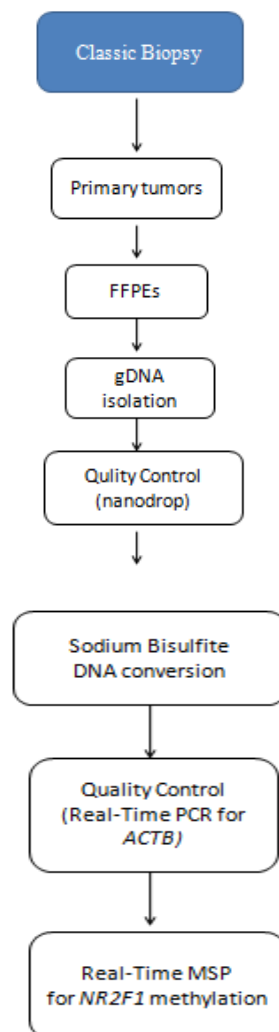 Classic Biopsy
Primary tumors
FFPEs
gDNA
isolation
Qulity Control
(nanodrop)
Sodium Bisulfite
DNA conversion
Quality Control
(Real-Time PCR for
ACTB)
Real-Time MSP
for NR2F1 methylation